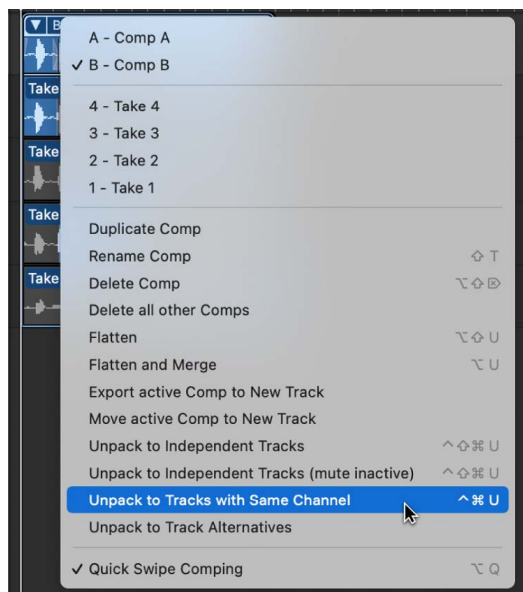 B
A - Comp A
✓ B - Comp B
4 - Take 4
3 - Take 3
2 - Take 2
1 - Take 1
Duplicate Comp
Rename Comp ⇧ T
Delete Comp ⌥⇧⌦
Delete all other Comps
Flatten ⌥⇧ U
Flatten and Merge ⌥ U
Export active Comp to New Track
Move active Comp to New Track
Unpack to Independent Tracks ^⇧⌘ U
Unpack to Independent Tracks (mute inactive) ^⇧⌘ U
Unpack to Tracks with Same Channel ^⌘ U
Unpack to Track Alternatives
✓ Quick Swipe Comping ⌥ Q
Take
Take
Take
Take